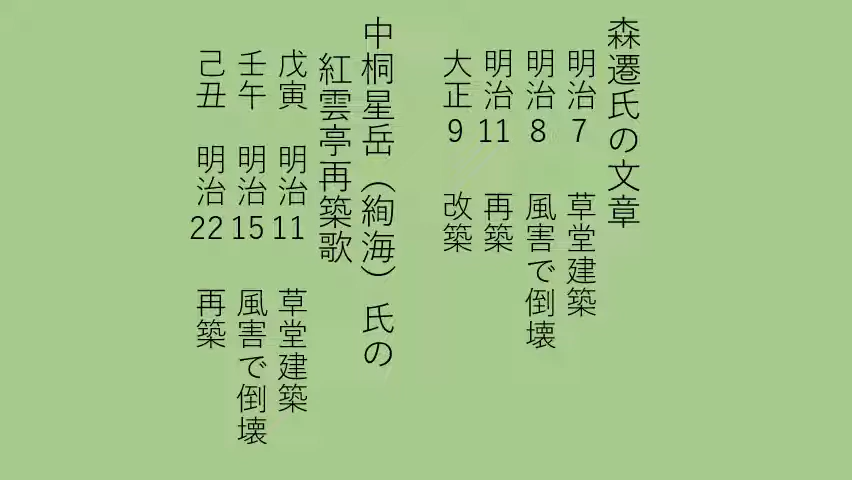 森遷氏の文章
明治7 草堂建築
明治8 風害で倒壊
明治11 再築
大正9 改築
中桐星岳（絢海）氏の
紅雲亭再築歌
戊寅 明治11 草堂建築
壬午 明治15 風害で倒壊
己丑 明治22 再築